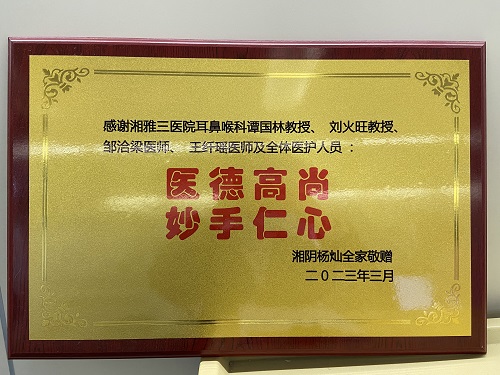 感谢湘雅三医院耳鼻喉科谭国林教授、 刘火旺教授、
邹洽梁医师、 王纤瑶医师及全体医护人员：
医德高尚
妙手仁心
湘阴杨灿全家敬赠
二0二三年三月